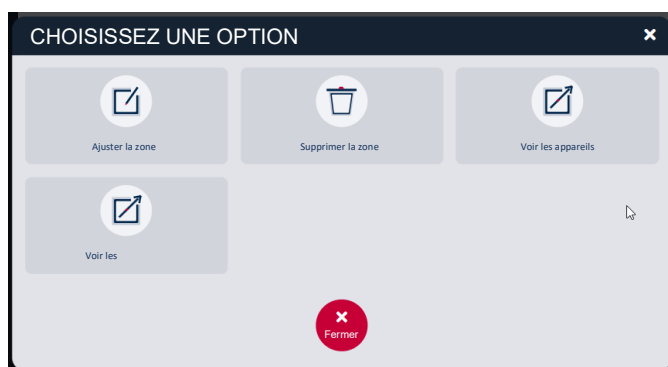 CHOISISSEZ UNE OPTION
Ajuster la zone
Supprimer la zone
Voir les appareils
Voir les
Fermer